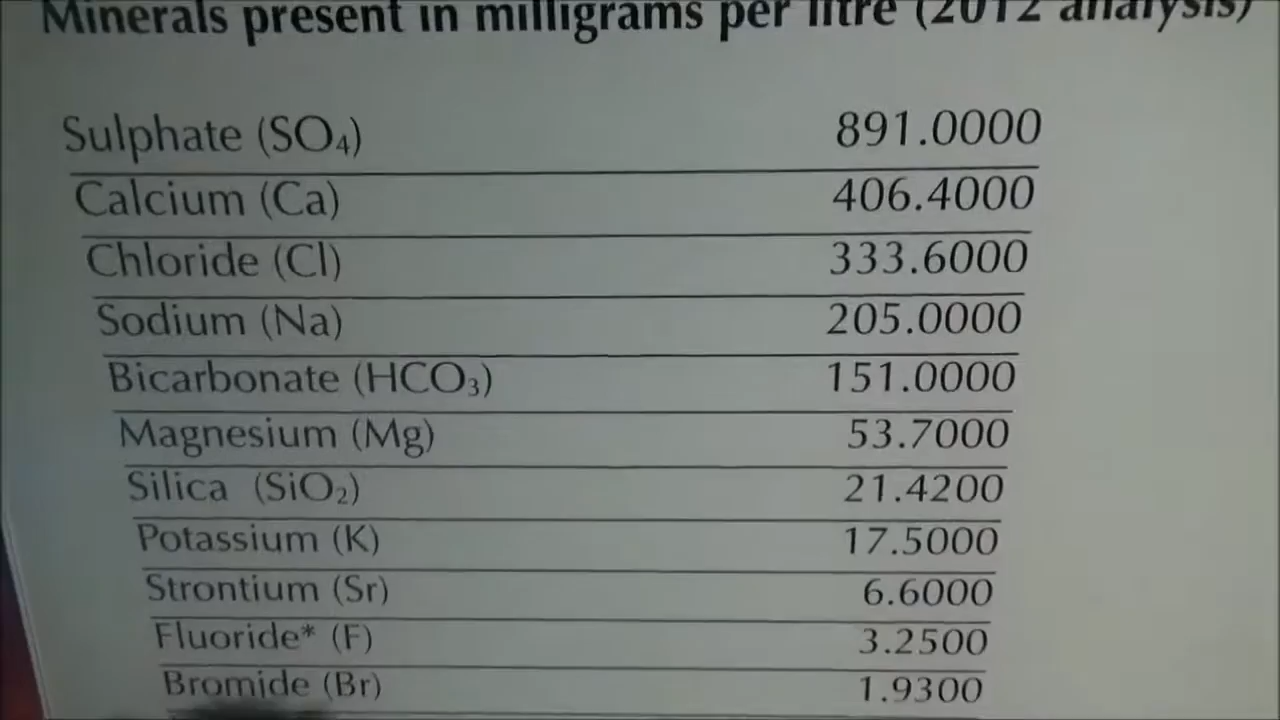 Minerals present in milligrams per litre (2012 analysis)
Sulphate (SO₄) 891.0000
Calcium (Ca) 406.4000
Chloride (Cl) 333.6000
Sodium (Na) 205.0000
Bicarbonate (HCO₃) 151.0000
Magnesium (Mg) 53.7000
Silica (SiO₂) 21.4200
Potassium (K) 17.5000
Strontium (Sr) 6.6000
Fluoride* (F) 3.2500
Bromide (Br) 1.9300